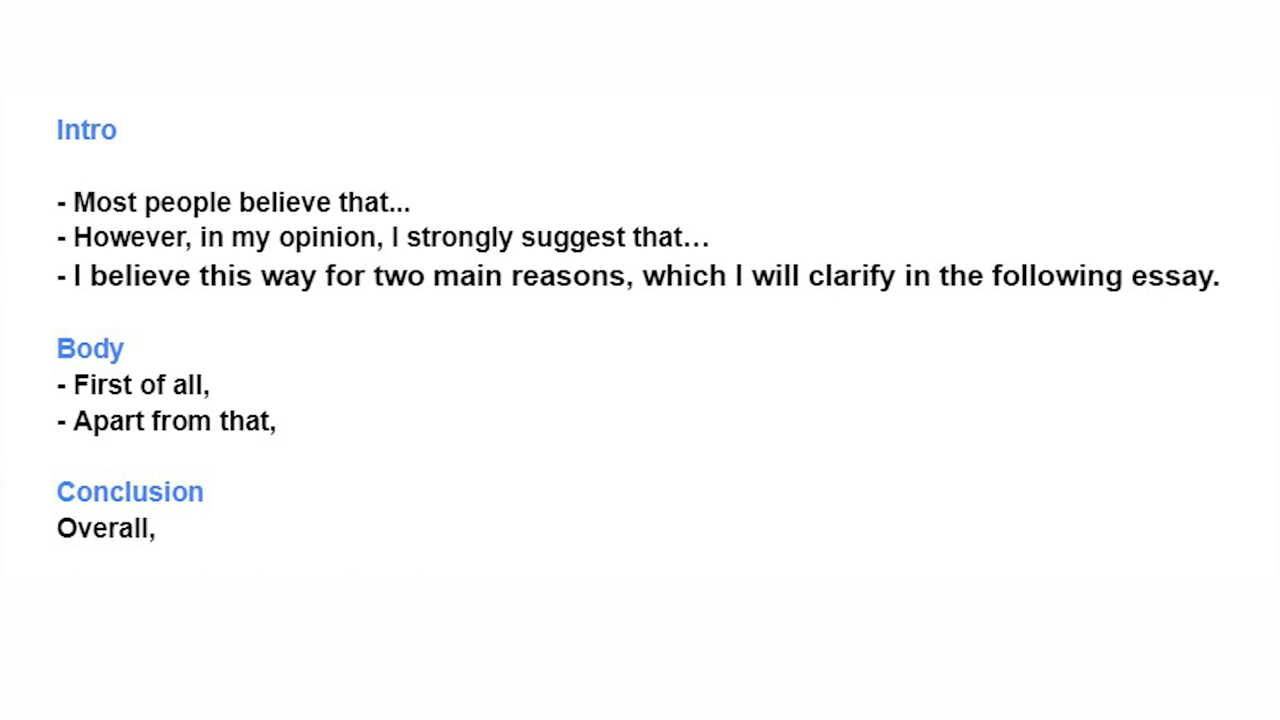 Intro
- Most people believe that...
- However, in my opinion, I strongly suggest that…
- I believe this way for two main reasons, which I will clarify in the following essay.
Body
- First of all,
- Apart from that,
Conclusion
Overall,